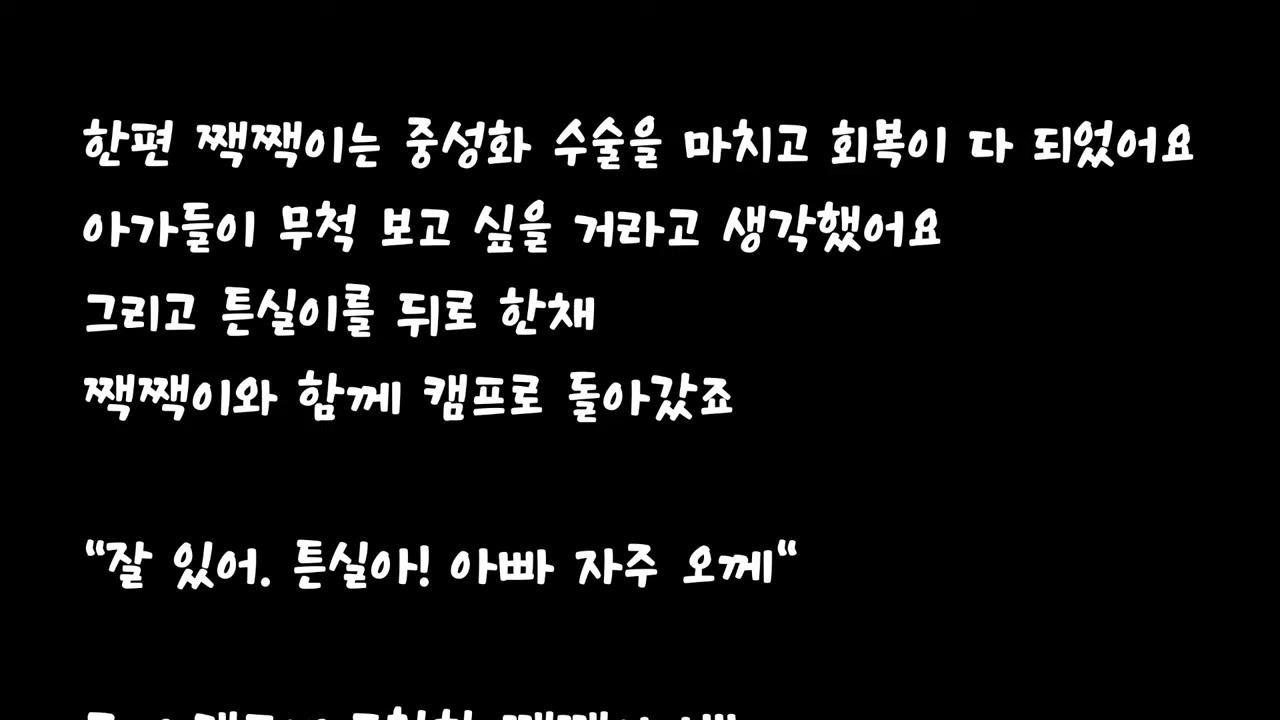 한편 짹짹이는 중성화 수술을 마치고 회복이 다 되었어요
아가들이 무척 보고 싶을 거라고 생각했어요
그리고 튼실이를 뒤로 한채
짹짹이와 함께 캠프로 돌아갔죠
“잘 있어. 튼실아! 아빠 자주 오께“